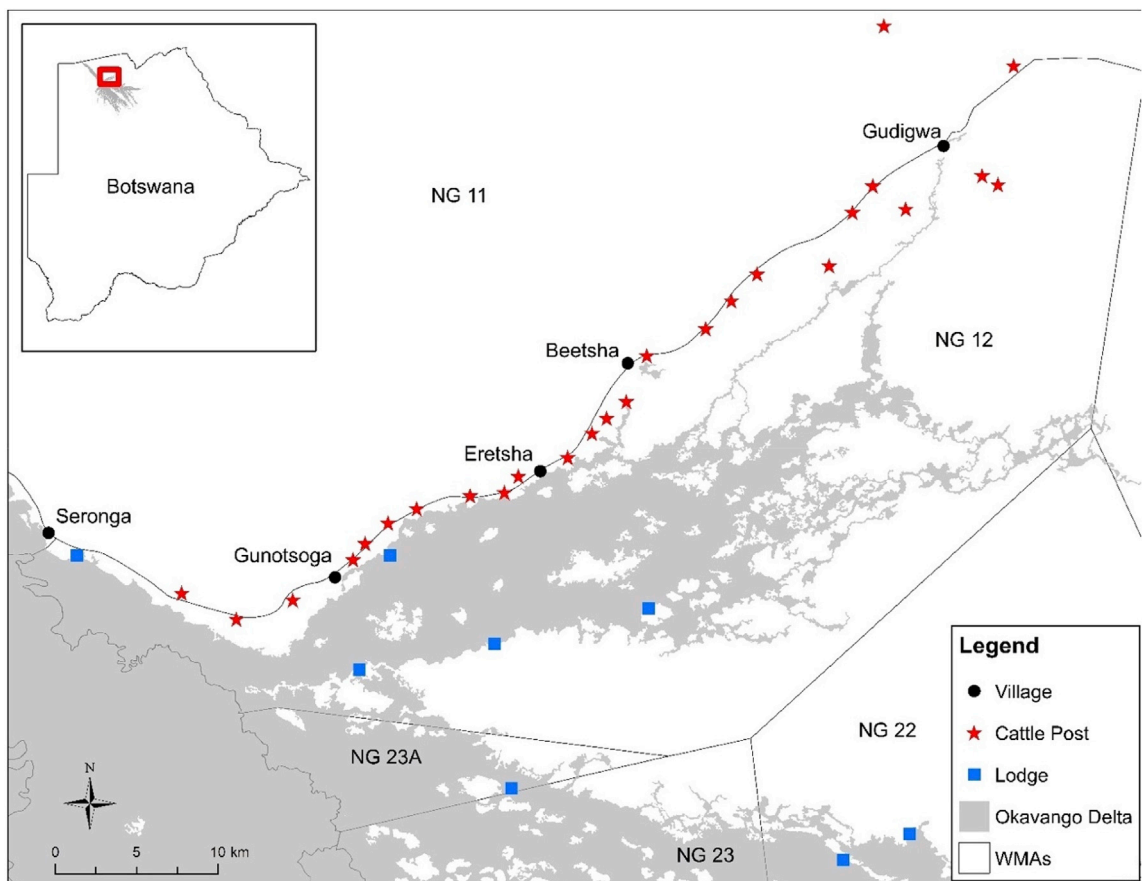 Botswana
NG 11
Gudigwa
NG 12
Beetsha
Eretsha
Seronga
Gunotsoga
NG 22
NG 23A
NG 23
N
0 5 10 km
Legend
Village
Cattle Post
Lodge
Okavango Delta
WMAs